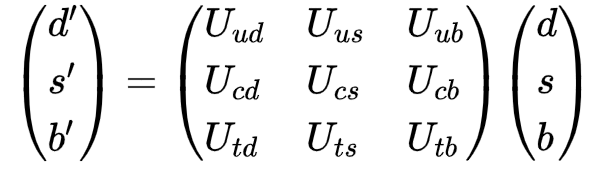 d′ = U_ud U_us U_ub d
s′ U_cd U_cs U_cb s
b′ U_td U_ts U_tb b